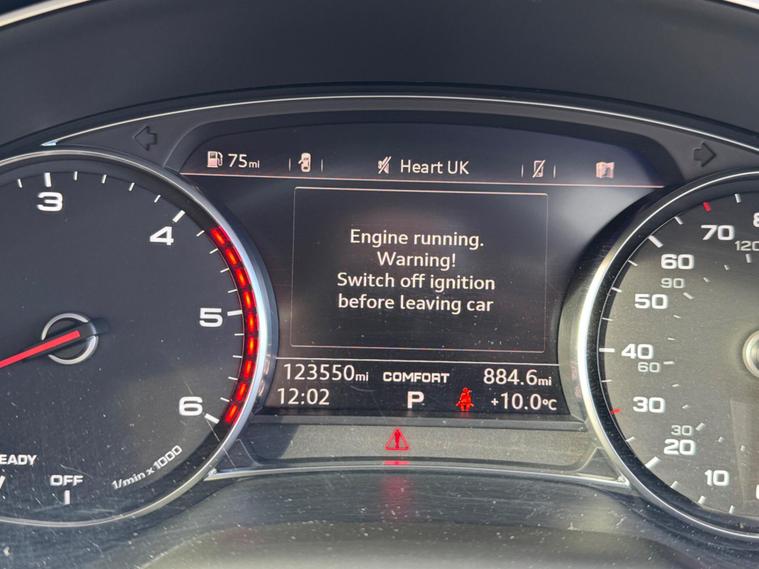 75mi
Heart UK
Engine running.
Warning!
Switch off ignition
before leaving car
123550mi COMFORT 884.6mi
12:02 P +10.0°C
3
4
5
6
1/min x 1000
EADY
OFF
70
120
60
90
50
40
60
30
30
20
10